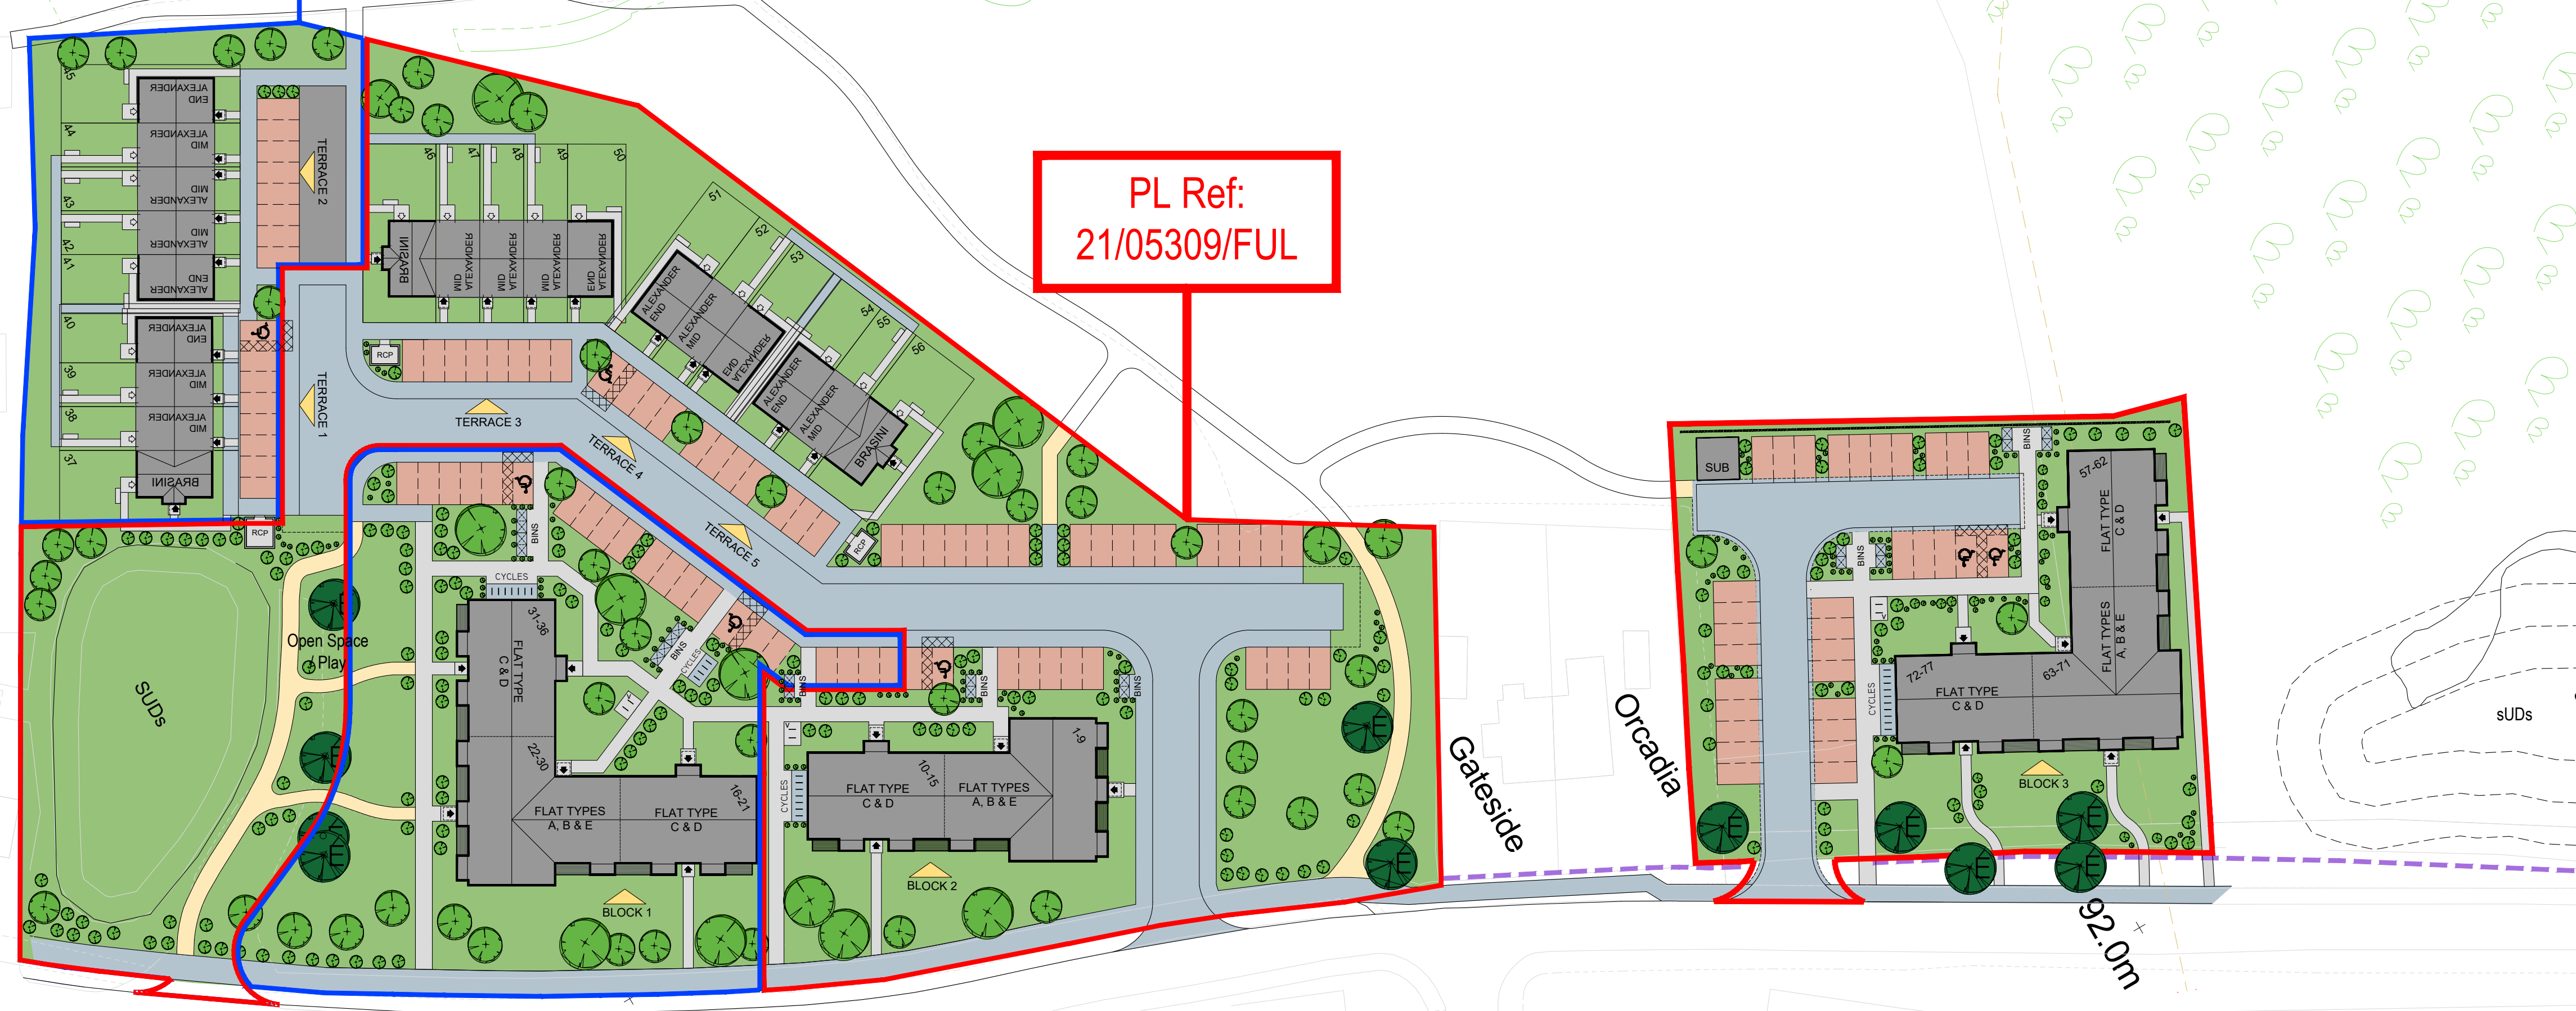 PL Ref:
21/05309/FUL
45
44
43
42
41
40
39
38
37
ALEXANDER
END
ALEXANDER
MID
MID
ALEXANDER
MID
ALEXANDER
END
ALEXANDER
ALEXANDER
END
ALEXANDER
MID
ALEXANDER
MID
BRASINI
TERRACE 2
TERRACE 1
46
47
48
49
50
BRASINI
ALEXANDER
MID
ALEXANDER
MID
ALEXANDER
MID
ALEXANDER
END
51
52
53
54
55
56
ALEXANDER
END
ALEXANDER
MID
END
ALEXANDER
ALEXANDER
END
ALEXANDER
MID
BRASINI
RCP
TERRACE 3
TERRACE 4
TERRACE 5
RCP
RCP
SUDs
Open Space
/ Play
BINS
CYCLES
31-36
FLAT TYPE
C & D
22-30
FLAT TYPES
A, B & E
16-21
FLAT TYPE
C & D
BLOCK 1
BINS
CYCLES
BINS
BINS
BINS
CYCLES
1-9
10-15
FLAT TYPE
C & D
FLAT TYPES
A, B & E
BLOCK 2
Gateside
Orcadia
SUB
BINS
BINS
57-62
FLAT TYPE
C & D
FLAT TYPES
A, B & E
63-71
72-77
FLAT TYPE
C & D
CYCLES
BLOCK 3
92.0m
sUDs